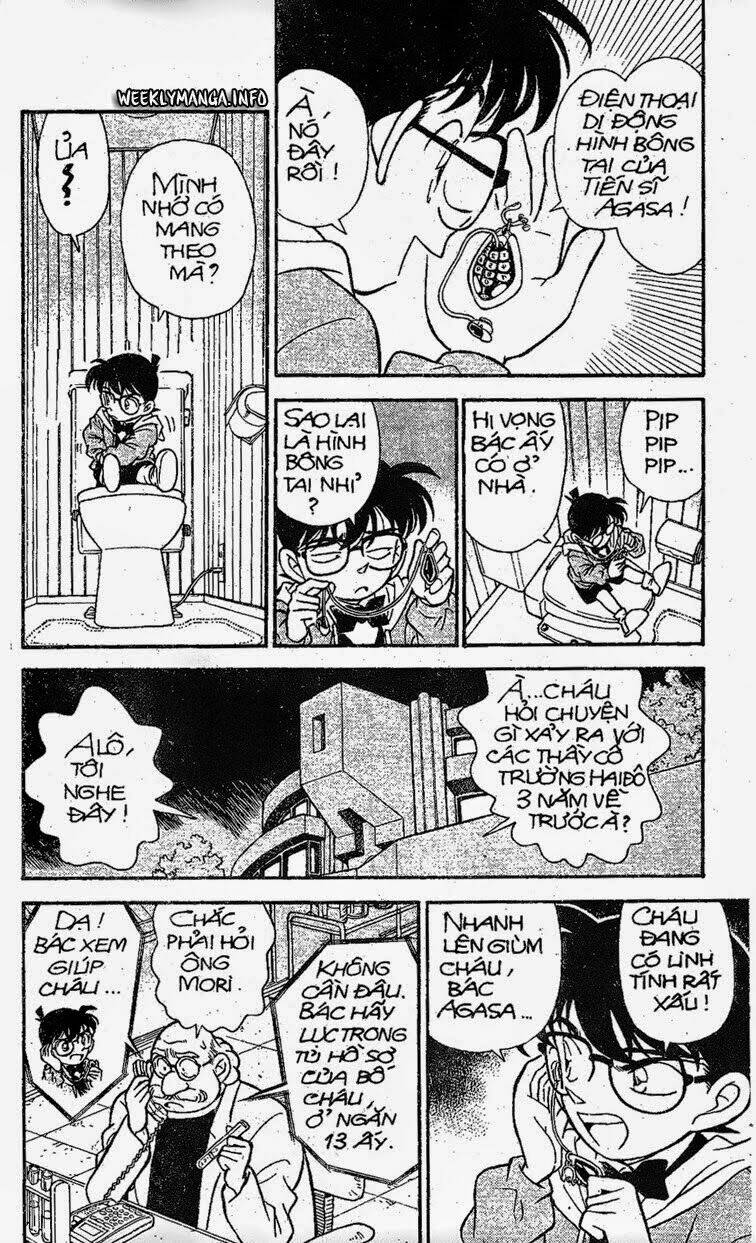 WEEKLYMANGA.INFO
ỦA
MÌNH
NHỚ CÓ
MANG
THEO
MÀ?
À,
NÓ
ĐÂY
RỒI!
ĐIỆN THOẠI
DI ĐỘNG
HÌNH BÔNG
TAI CỦA
TIẾN SĨ
AGASA!
SAO LẠI
LÀ HÌNH
BÔNG
TAI NHỈ
?
HI VỌNG
BÁC ẤY
CÓ Ở
NHÀ.
PIP
PIP
PIP...
ALÔ,
TÔI
NGHE
ĐÂY!
À...CHÁU
HỎI CHUYỆN
GÌ XẢY RA VỚI
CÁC THẦY CÔ
TRƯỜNG HAIDÔ
3 NĂM VỀ
TRƯỚC À?
DẠ!
BÁC XEM
GIÚP
CHÁU...
CHẮC
PHẢI HỎI
ÔNG
MORI.
KHÔNG
CẦN ĐÂU.
BÁC HÃY
LỤC TRONG
TỦ HỒ SƠ
CỦA BỐ
CHÁU,
Ở NGĂN
13 ẤY.
NHANH
LÊN GIÙM
CHÁU,
BÁC
AGASA...
CHÁU
ĐANG
CÓ LINH
TÍNH RẤT
XẤU!